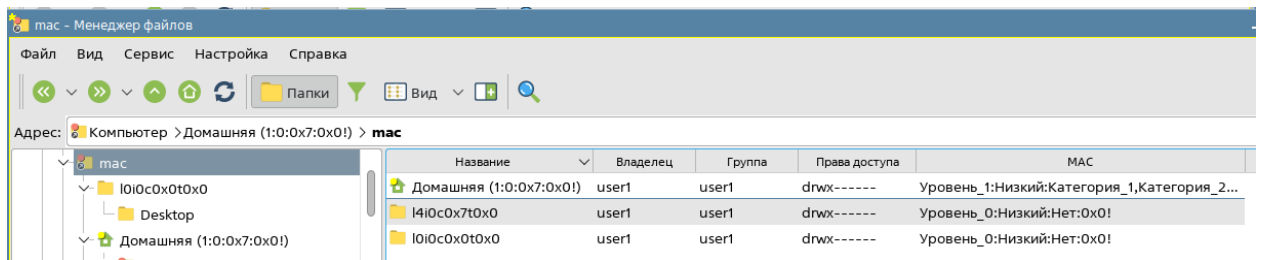 mac - Менеджер файлов
Файл Вид Сервис Настройка Справка
Папки Вид
Адрес: Компьютер > Домашняя (1:0:0x7:0x0!) > mac
mac
l0i0c0x0t0x0
Desktop
Домашняя (1:0:0x7:0x0!)
Название Владелец Группа Права доступа МАС
Домашняя (1:0:0x7:0x0!) user1 user1 drwx------ Уровень_1:Низкий:Категория_1,Категория_2...
l4i0c0x7t0x0 user1 user1 drwx------ Уровень_0:Низкий:Нет:0x0!
l0i0c0x0t0x0 user1 user1 drwx------ Уровень_0:Низкий:Нет:0x0!